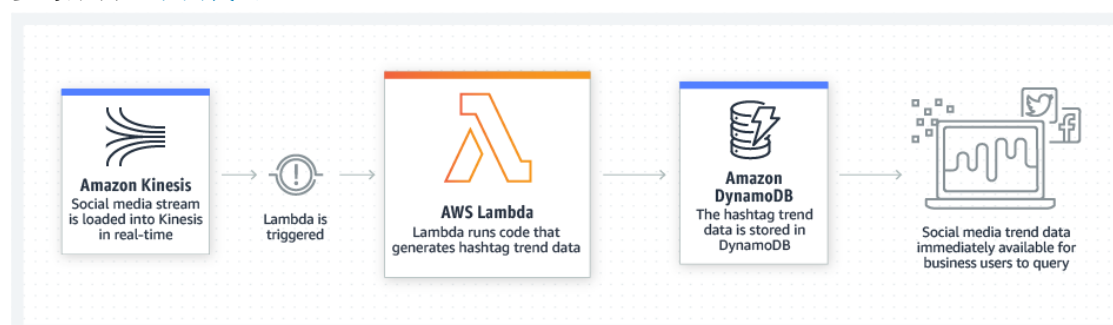 Amazon Kinesis
Social media stream
is loaded into Kinesis
in real-time
Lambda is
triggered
AWS Lambda
Lambda runs code that
generates hashtag trend data
Amazon
DynamoDB
The hashtag trend
data is stored in
DynamoDB
Social media trend data
immediately available for
business users to query